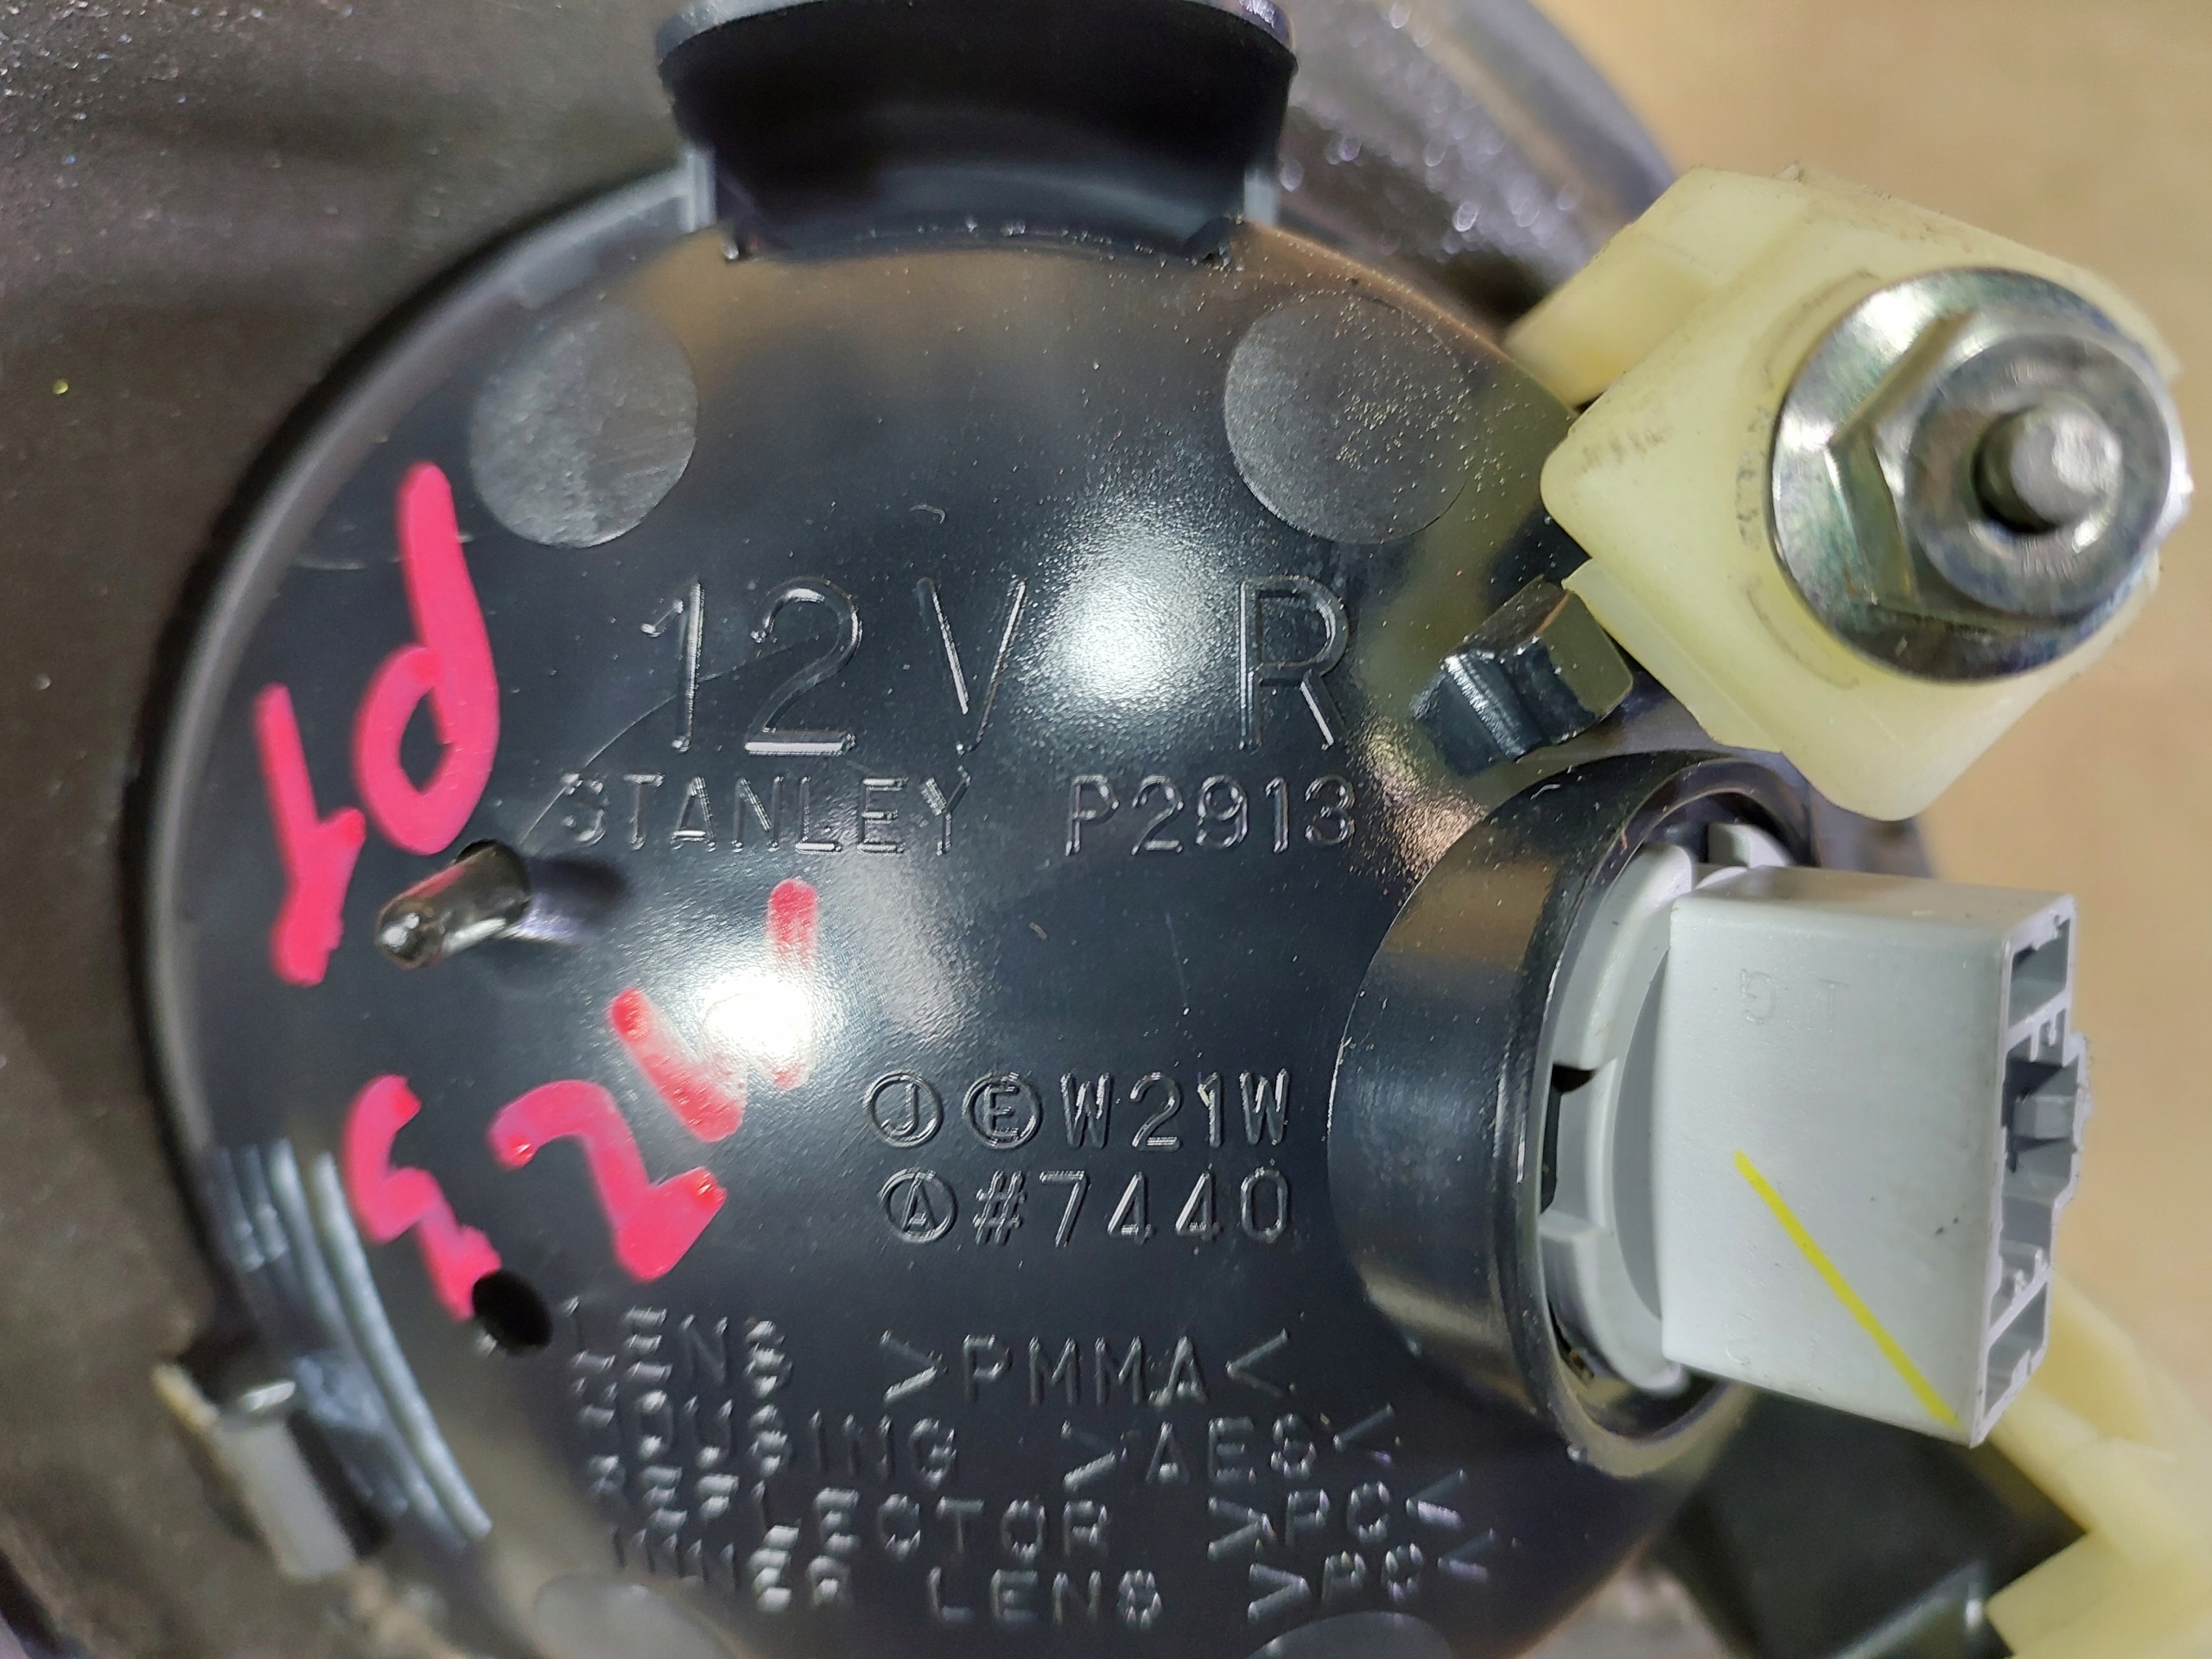 12V R
STANLEY P2913
J E W21W
A #7440
LENS >PMMA<
HOUSING >AES<
REFLECTOR >PC<
INNER LENS >PC<